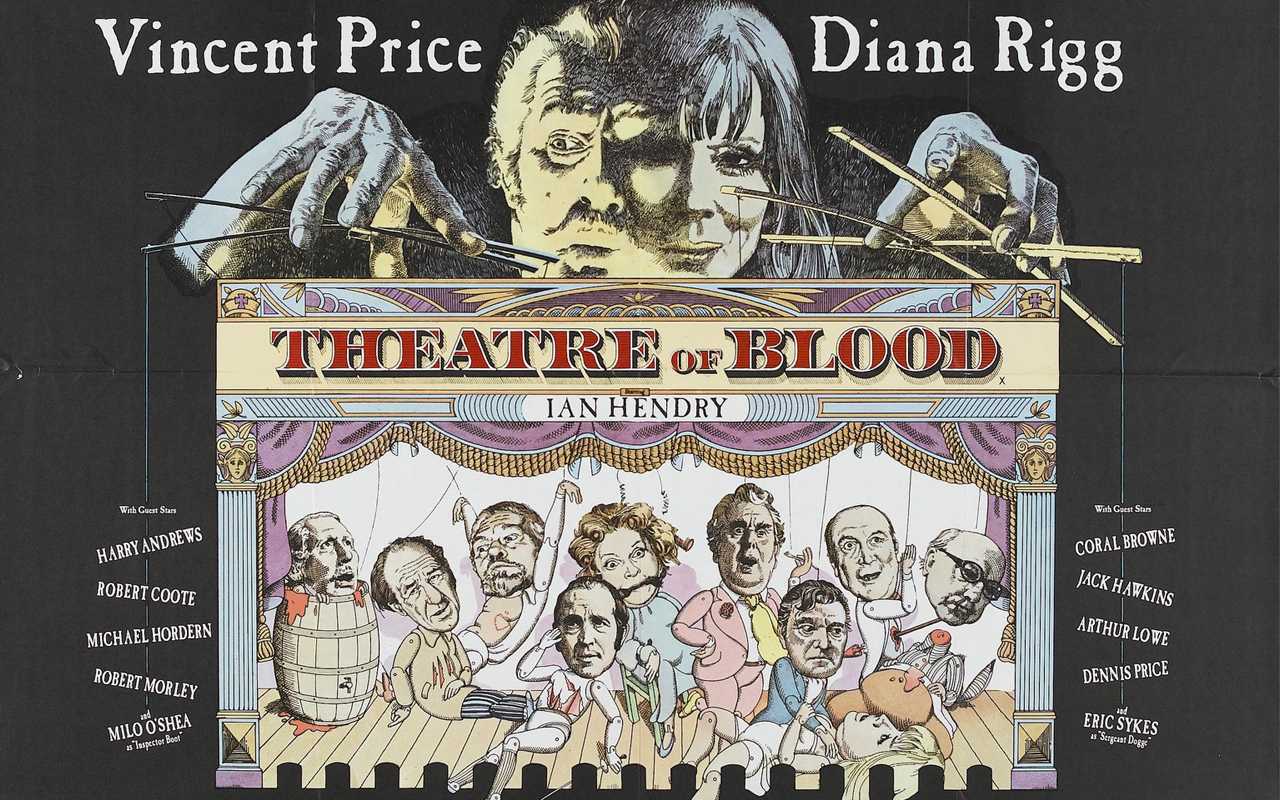 Vincent Price
Diana Rigg
THEATRE OF BLOOD
x
Starring
IAN HENDRY
With Guest Stars
HARRY ANDREWS
ROBERT COOTE
MICHAEL HORDERN
ROBERT MORLEY
and
MILO O'SHEA
as "Inspector Boot"
With Guest Stars
CORAL BROWNE
JACK HAWKINS
ARTHUR LOWE
DENNIS PRICE
and
ERIC SYKES
as "Sergeant Dogge"